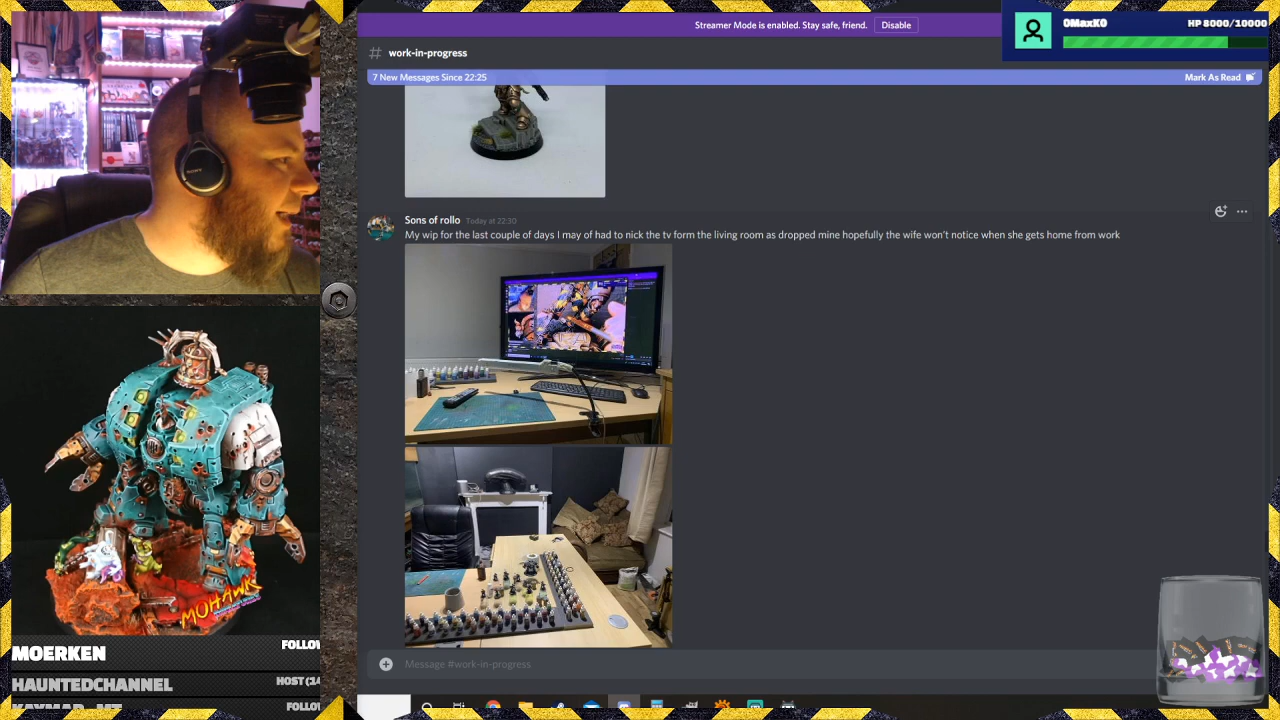 Streamer Mode is enabled. Stay safe, friend.
Disable
0MaxK0
HP 8000/10000
# work-in-progress
7 New Messages Since 22:25
Mark As Read
SONY
Sons of rollo Today at 22:30
My wip for the last couple of days I may of had to nick the tv form the living room as dropped mine hopefully the wife won't notice when she gets home from work
MOHAWK
MOERKEN
FOLLOW
HAUNTEDCHANNEL
HOST (14
Message #work-in-progress